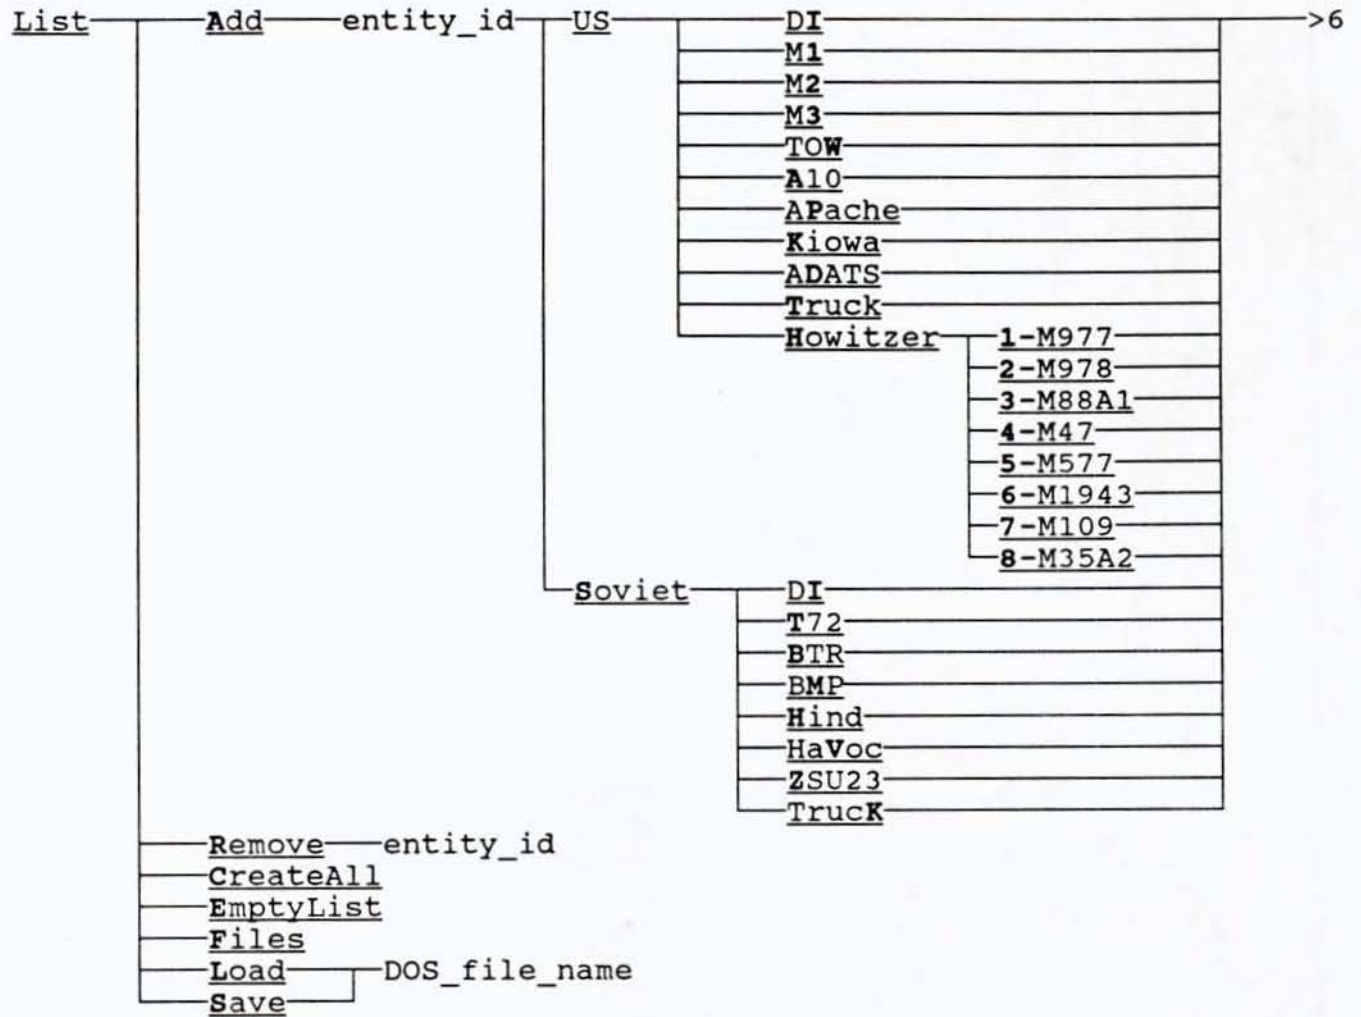 List Add entity_id US DI >6
M1
M2
M3
TOW
A10
APache
Kiowa
ADATS
Truck
Howitzer 1-M977
2-M978
3-M88A1
4-M47
5-M577
6-M1943
7-M109
8-M35A2
Soviet DI
T72
BTR
BMP
Hind
HaVoc
ZSU23
TrucK
Remove entity_id
CreateAll
EmptyList
Files
Load DOS_file_name
Save